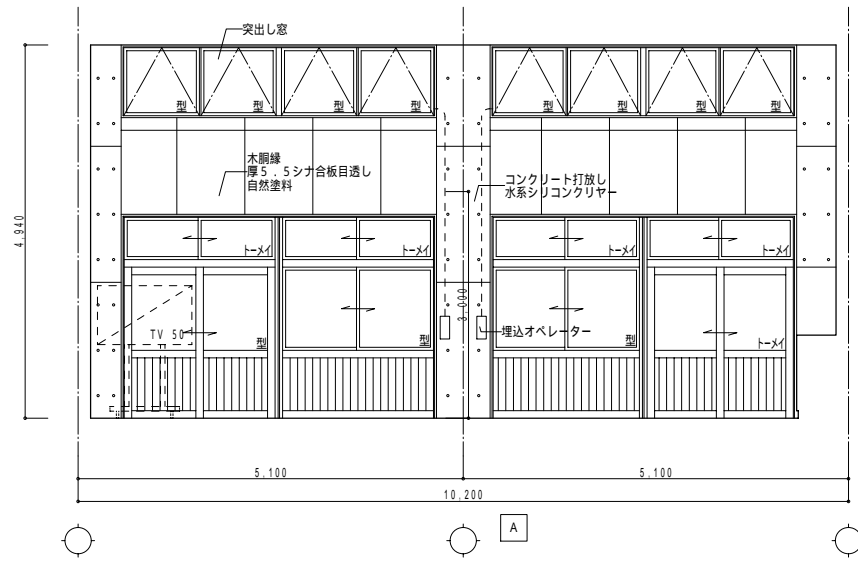 突出し窓
型 型 型 型 型 型 型 型
木胴縁
厚5.5シナ合板目透し
自然塗料
コンクリート打放し
水系シリコンクリヤー
4,940
トーメイ トーメイ トーメイ トーメイ
3,000
TV 50
埋込オペレーター
型 型 型 トーメイ
5,100 5,100
10,200
A